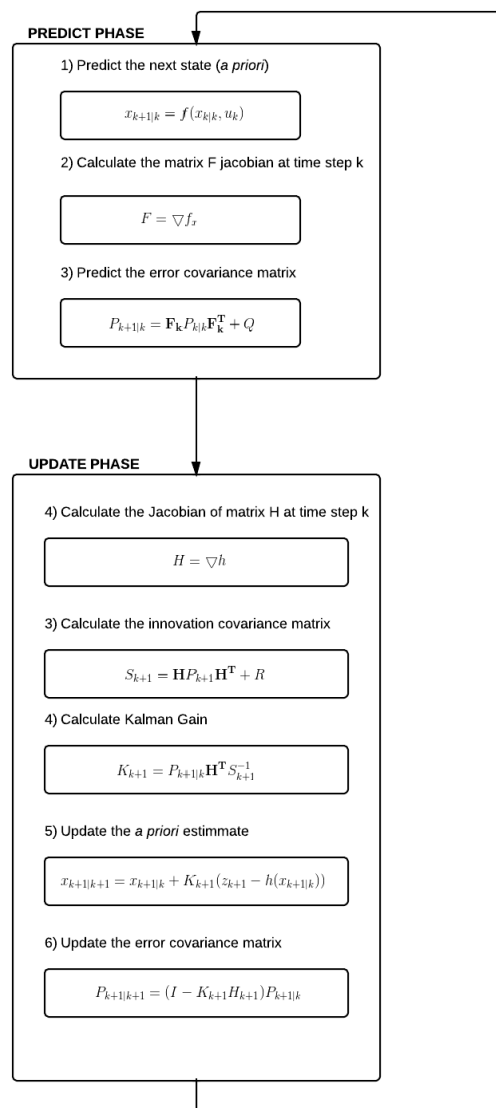 PREDICT PHASE
1) Predict the next state (a priori)
x_{k+1|k} = f(x_{k|k}, u_k)
2) Calculate the matrix F jacobian at time step k
F = ▽f_x
3) Predict the error covariance matrix
P_{k+1|k} = F_k P_{k|k} F_k^T + Q
UPDATE PHASE
4) Calculate the Jacobian of matrix H at time step k
H = ▽h
3) Calculate the innovation covariance matrix
S_{k+1} = H P_{k+1} H^T + R
4) Calculate Kalman Gain
K_{k+1} = P_{k+1|k} H^T S_{k+1}^{-1}
5) Update the a priori estimmate
x_{k+1|k+1} = x_{k+1|k} + K_{k+1}(z_{k+1} − h(x_{k+1|k}))
6) Update the error covariance matrix
P_{k+1|k+1} = (I − K_{k+1} H_{k+1}) P_{k+1|k}